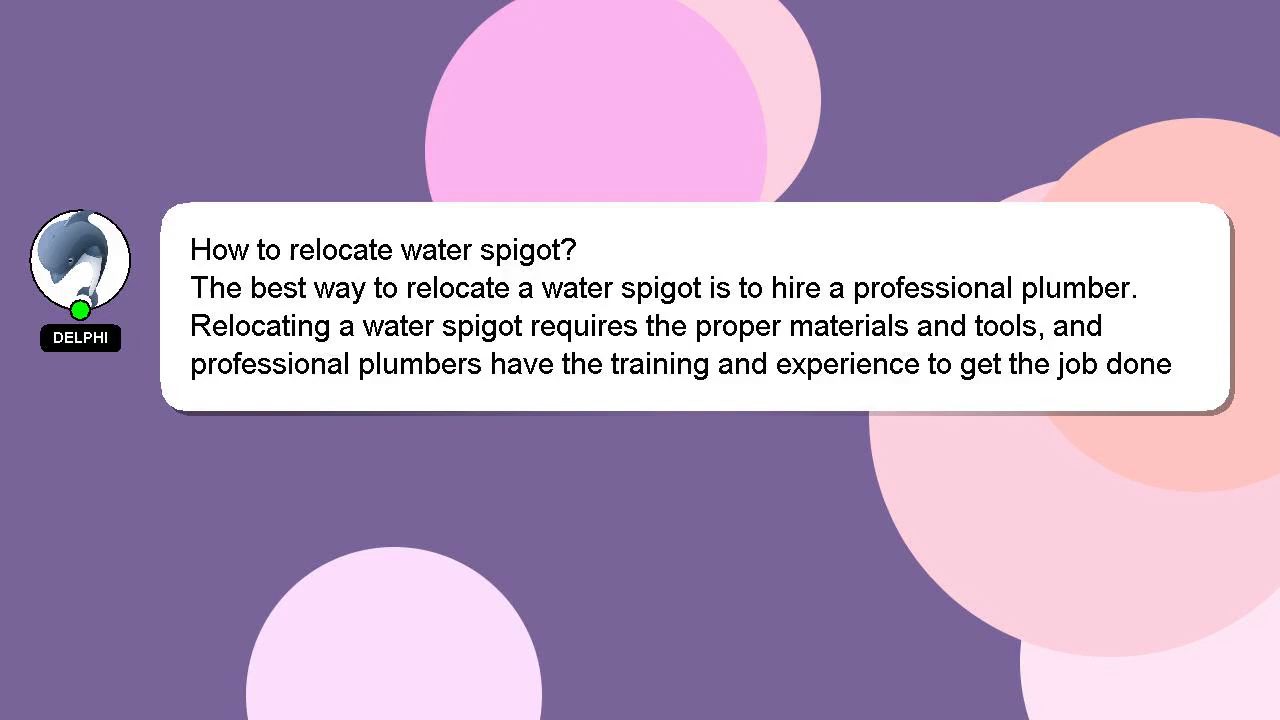 How to relocate water spigot?
The best way to relocate a water spigot is to hire a professional plumber.
Relocating a water spigot requires the proper materials and tools, and
professional plumbers have the training and experience to get the job done
DELPHI